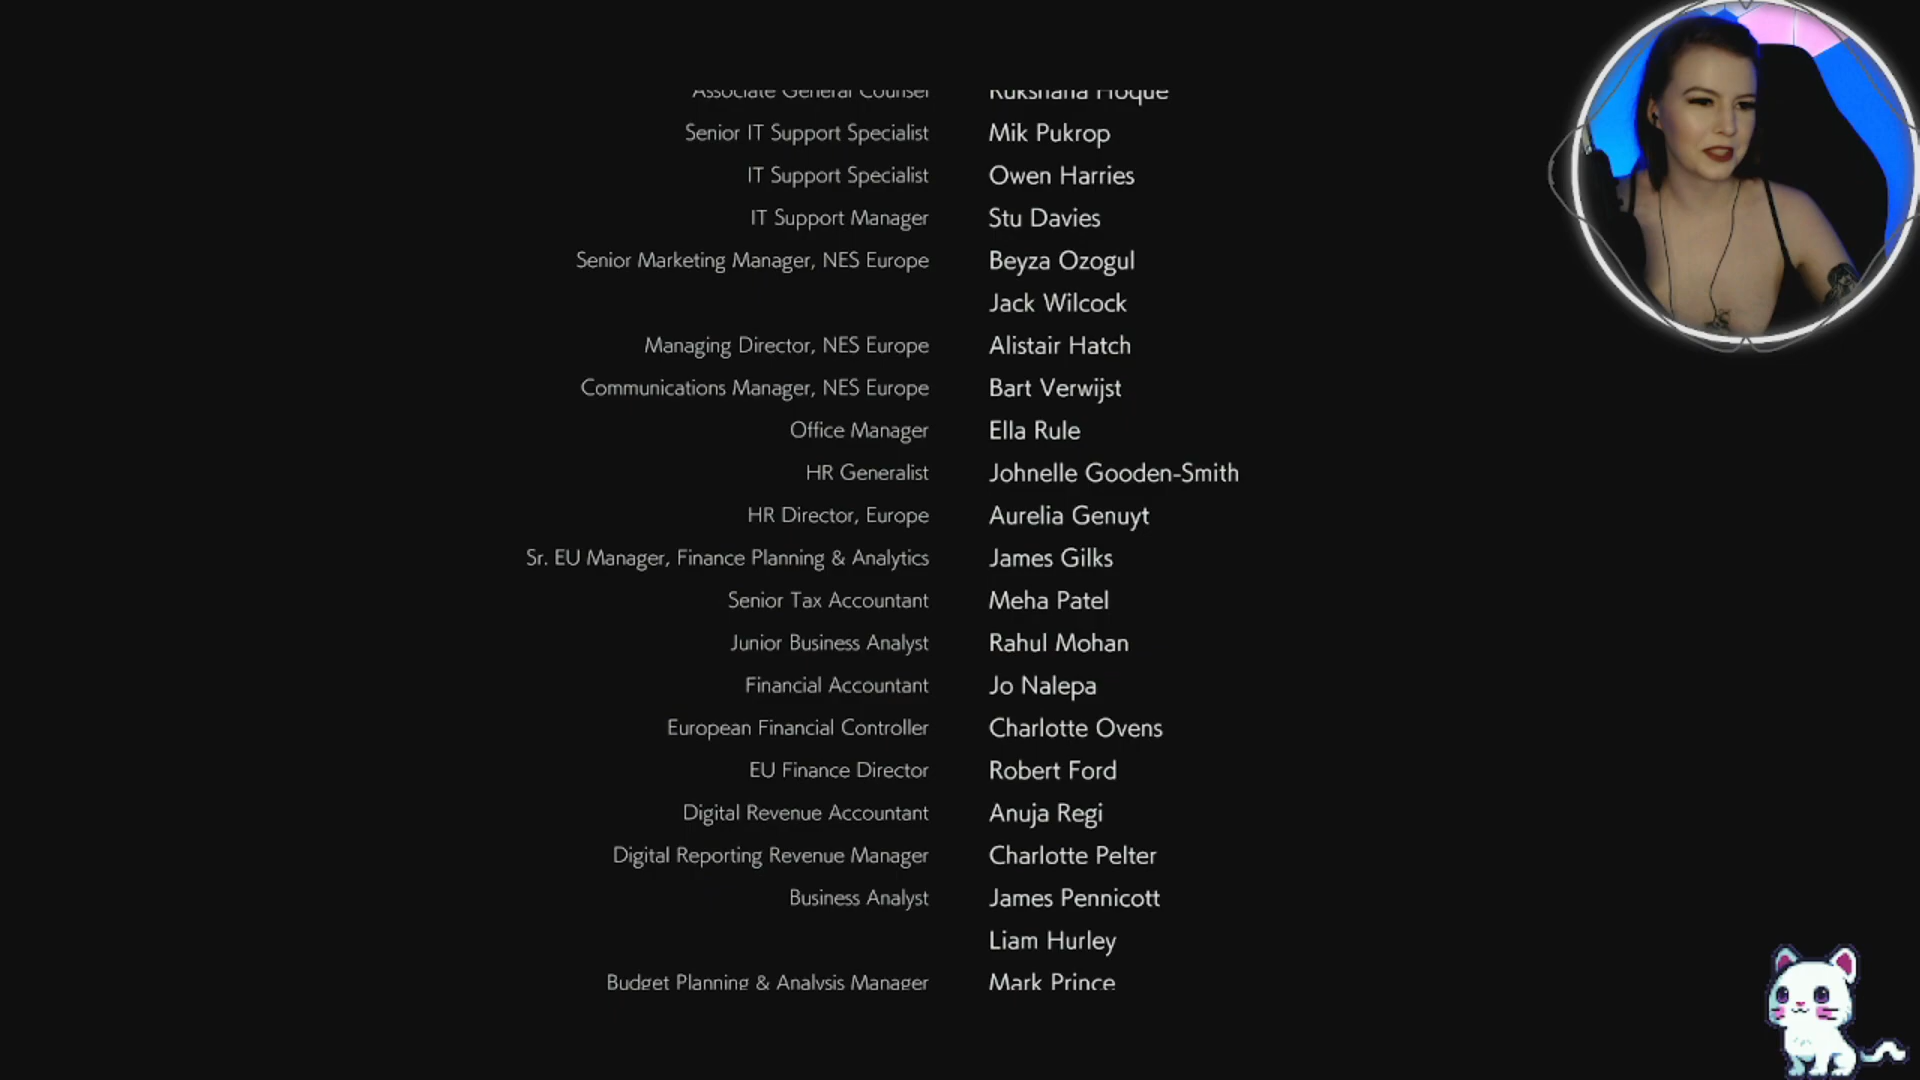 Associate General Counsel Rukshana Hoque
Senior IT Support Specialist Mik Pukrop
IT Support Specialist Owen Harries
IT Support Manager Stu Davies
Senior Marketing Manager, NES Europe Beyza Ozogul
Jack Wilcock
Managing Director, NES Europe Alistair Hatch
Communications Manager, NES Europe Bart Verwijst
Office Manager Ella Rule
HR Generalist Johnelle Gooden-Smith
HR Director, Europe Aurelia Genuyt
Sr. EU Manager, Finance Planning & Analytics James Gilks
Senior Tax Accountant Meha Patel
Junior Business Analyst Rahul Mohan
Financial Accountant Jo Nalepa
European Financial Controller Charlotte Ovens
EU Finance Director Robert Ford
Digital Revenue Accountant Anuja Regi
Digital Reporting Revenue Manager Charlotte Pelter
Business Analyst James Pennicott
Liam Hurley
Budget Planning & Analysis Manager Mark Prince